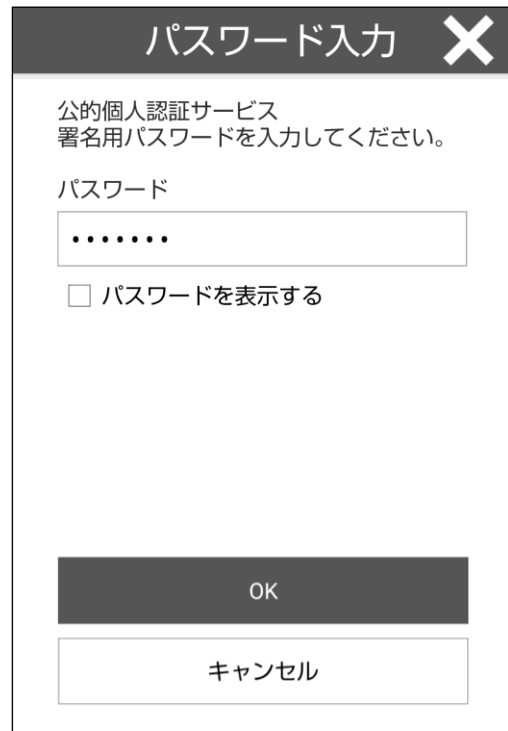 パスワード入力
公的個人認証サービス
署名用パスワードを入力してください。
パスワード
•••••••
パスワードを表示する
OK
キャンセル